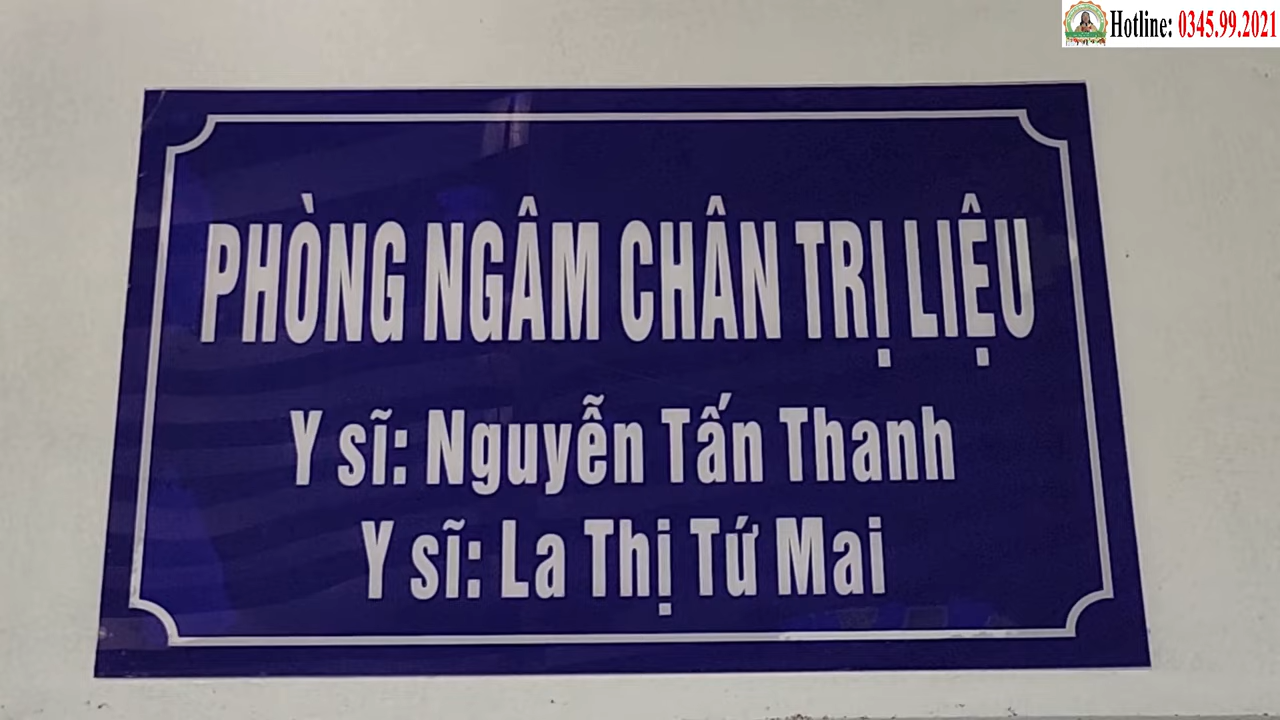 Hotline: 0345.99.2021
PHÒNG NGÂM CHÂN TRỊ LIỆU
Y sĩ: Nguyễn Tấn Thanh
Y sĩ: La Thị Tứ Mai